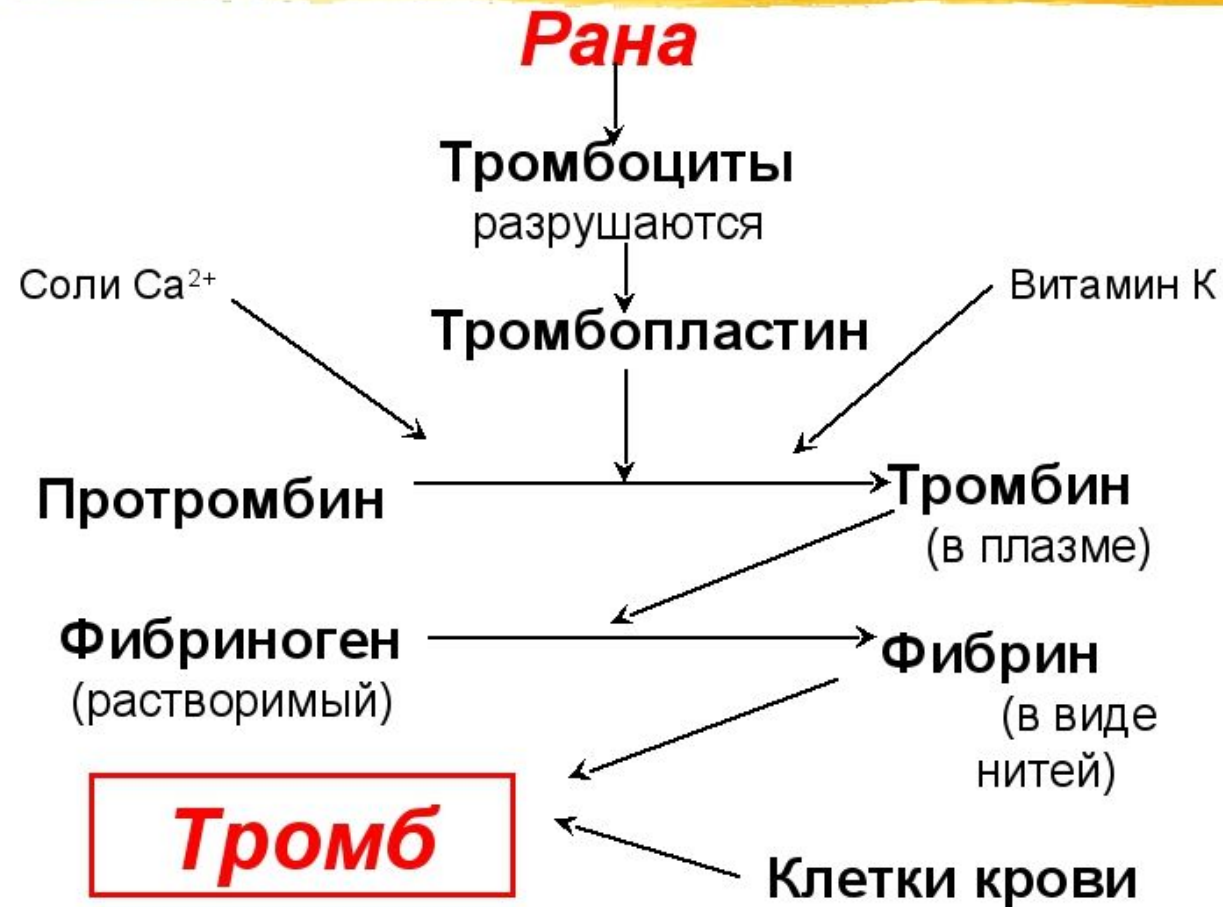 Рана
Тромбоциты
разрушаются
Соли Ca²⁺
Витамин К
Тромбопластин
Протромбин
Тромбин
(в плазме)
Фибриноген
(растворимый)
Фибрин
(в виде
нитей)
Тромб
Клетки крови